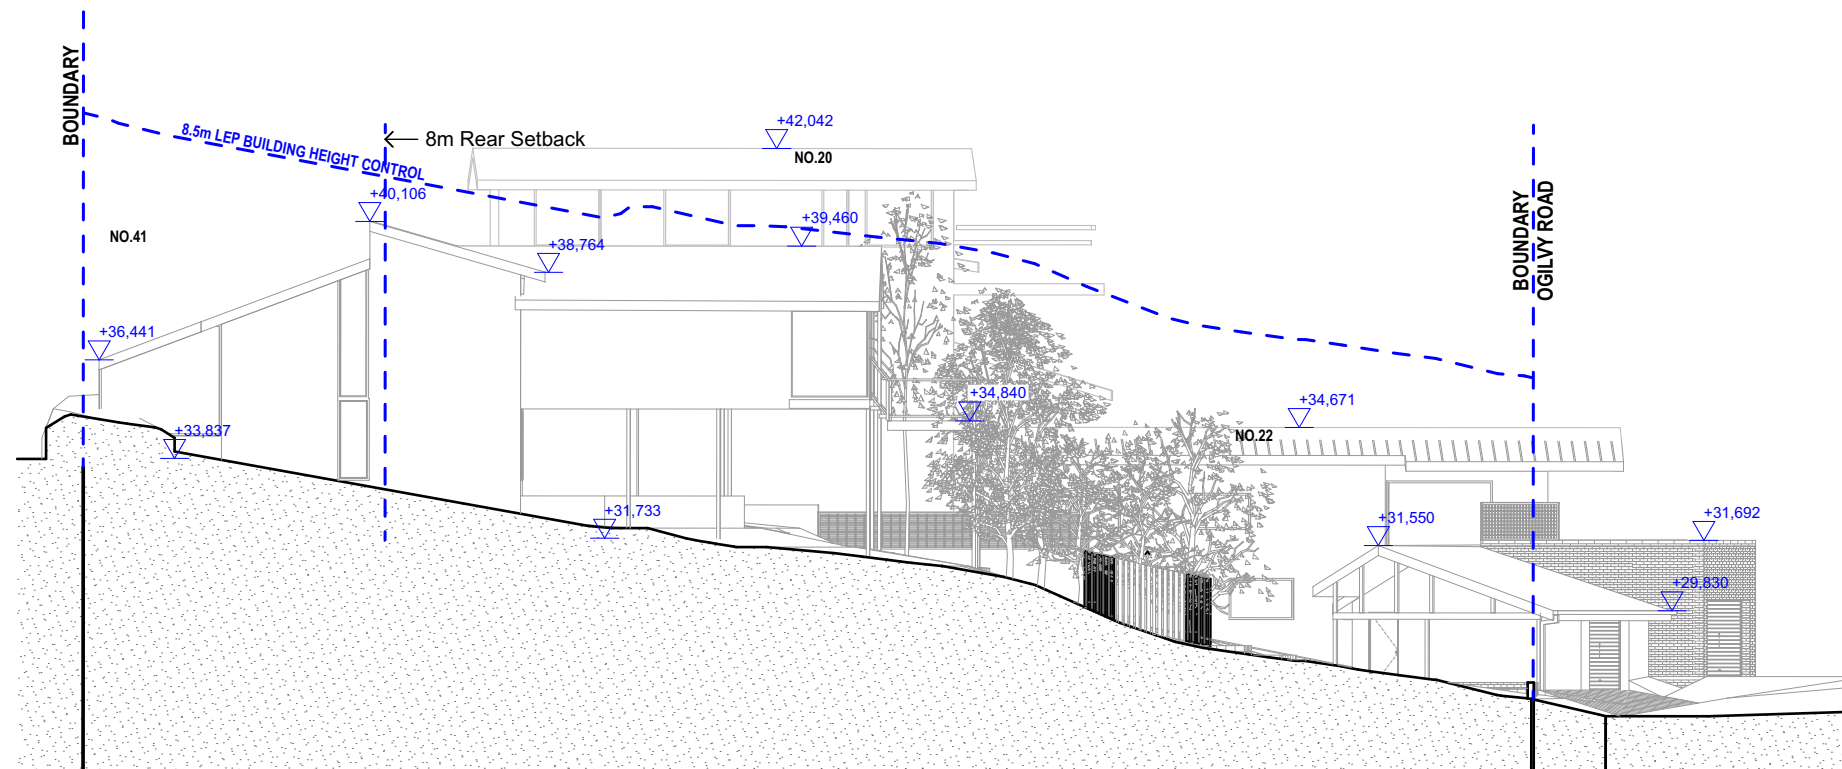 BOUNDARY
8.5m LEP BUILDING HEIGHT CONTROL
8m Rear Setback
+42,042
NO.20
+40,106
+39,460
NO.41
+38,764
BOUNDARY
OGILVY ROAD
+36,441
+34,840
+34,671
NO.22
+33,837
+31,733
+31,550
+31,692
+29,830